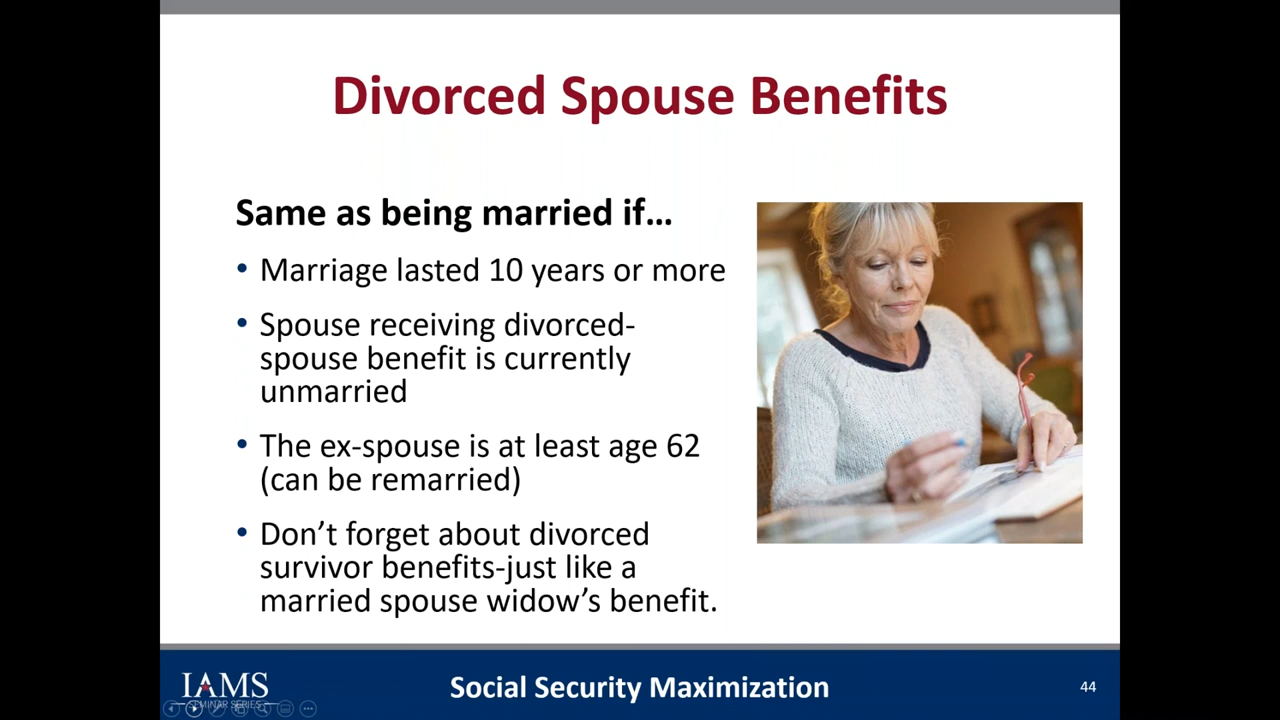 Divorced Spouse Benefits
Same as being married if…
• Marriage lasted 10 years or more
• Spouse receiving divorced-
spouse benefit is currently
unmarried
• The ex-spouse is at least age 62
(can be remarried)
• Don’t forget about divorced
survivor benefits-just like a
married spouse widow’s benefit.
IAMS
SEMINAR SERIES
Social Security Maximization
44